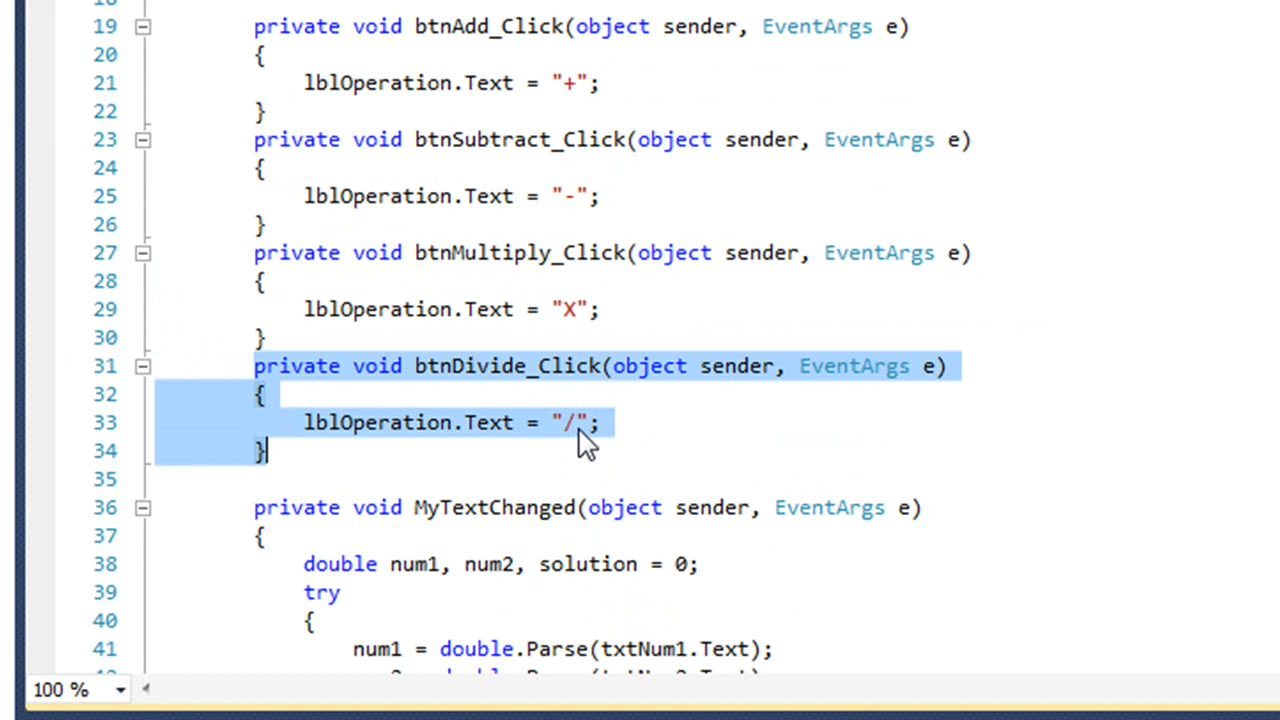 19 private void btnAdd_Click(object sender, EventArgs e)
20 {
21 lblOperation.Text = "+";
22 }
23 private void btnSubtract_Click(object sender, EventArgs e)
24 {
25 lblOperation.Text = "-";
26 }
27 private void btnMultiply_Click(object sender, EventArgs e)
28 {
29 lblOperation.Text = "X";
30 }
31 private void btnDivide_Click(object sender, EventArgs e)
32 {
33 lblOperation.Text = "/";
34 }
35
36 private void MyTextChanged(object sender, EventArgs e)
37 {
38 double num1, num2, solution = 0;
39 try
40 {
41 num1 = double.Parse(txtNum1.Text);
100 %